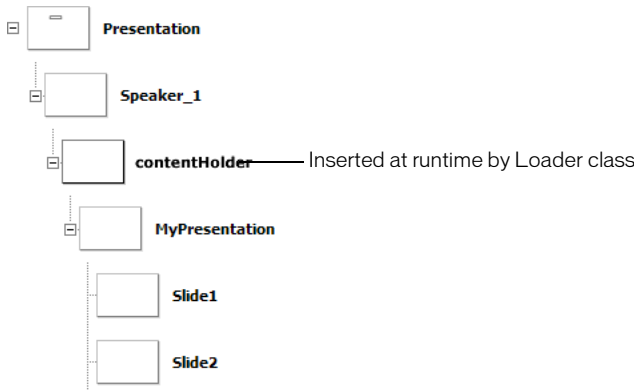 Presentation
Speaker_1
contentHolder Inserted at runtime by Loader class
MyPresentation
Slide1
Slide2